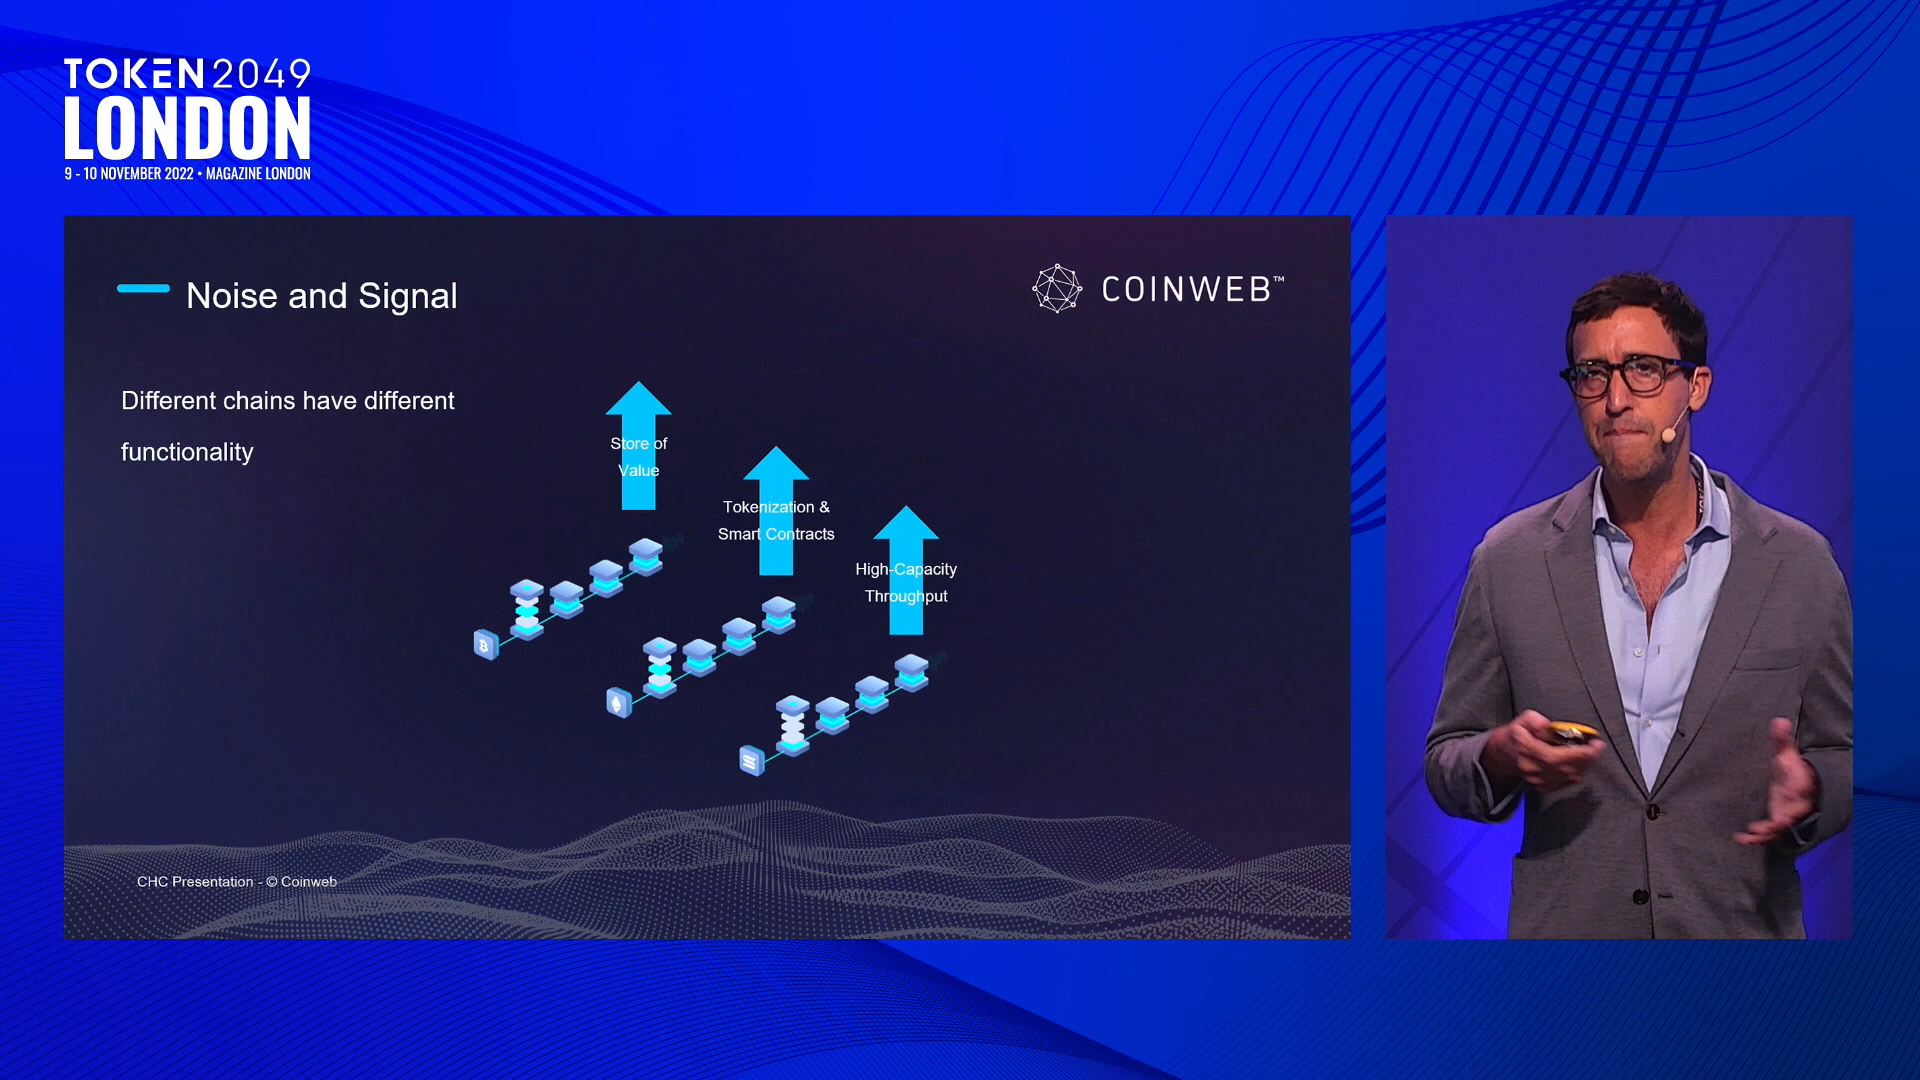 TOKEN2049
LONDON
9 - 10 NOVEMBER 2022 • MAGAZINE LONDON
Noise and Signal
COINWEB™
Different chains have different
functionality
Store of
Value
Tokenization &
Smart Contracts
High-Capacity
Throughput
CHC Presentation - © Coinweb